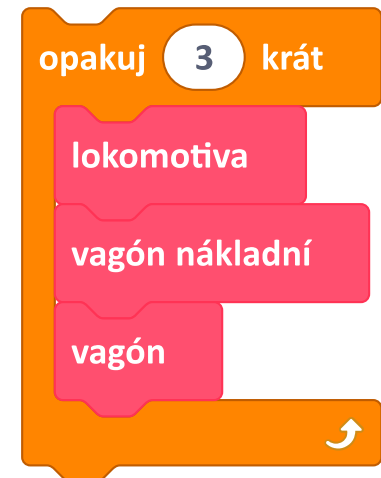 opakuj 3 krát
lokomotiva
vagón nákladní
vagón